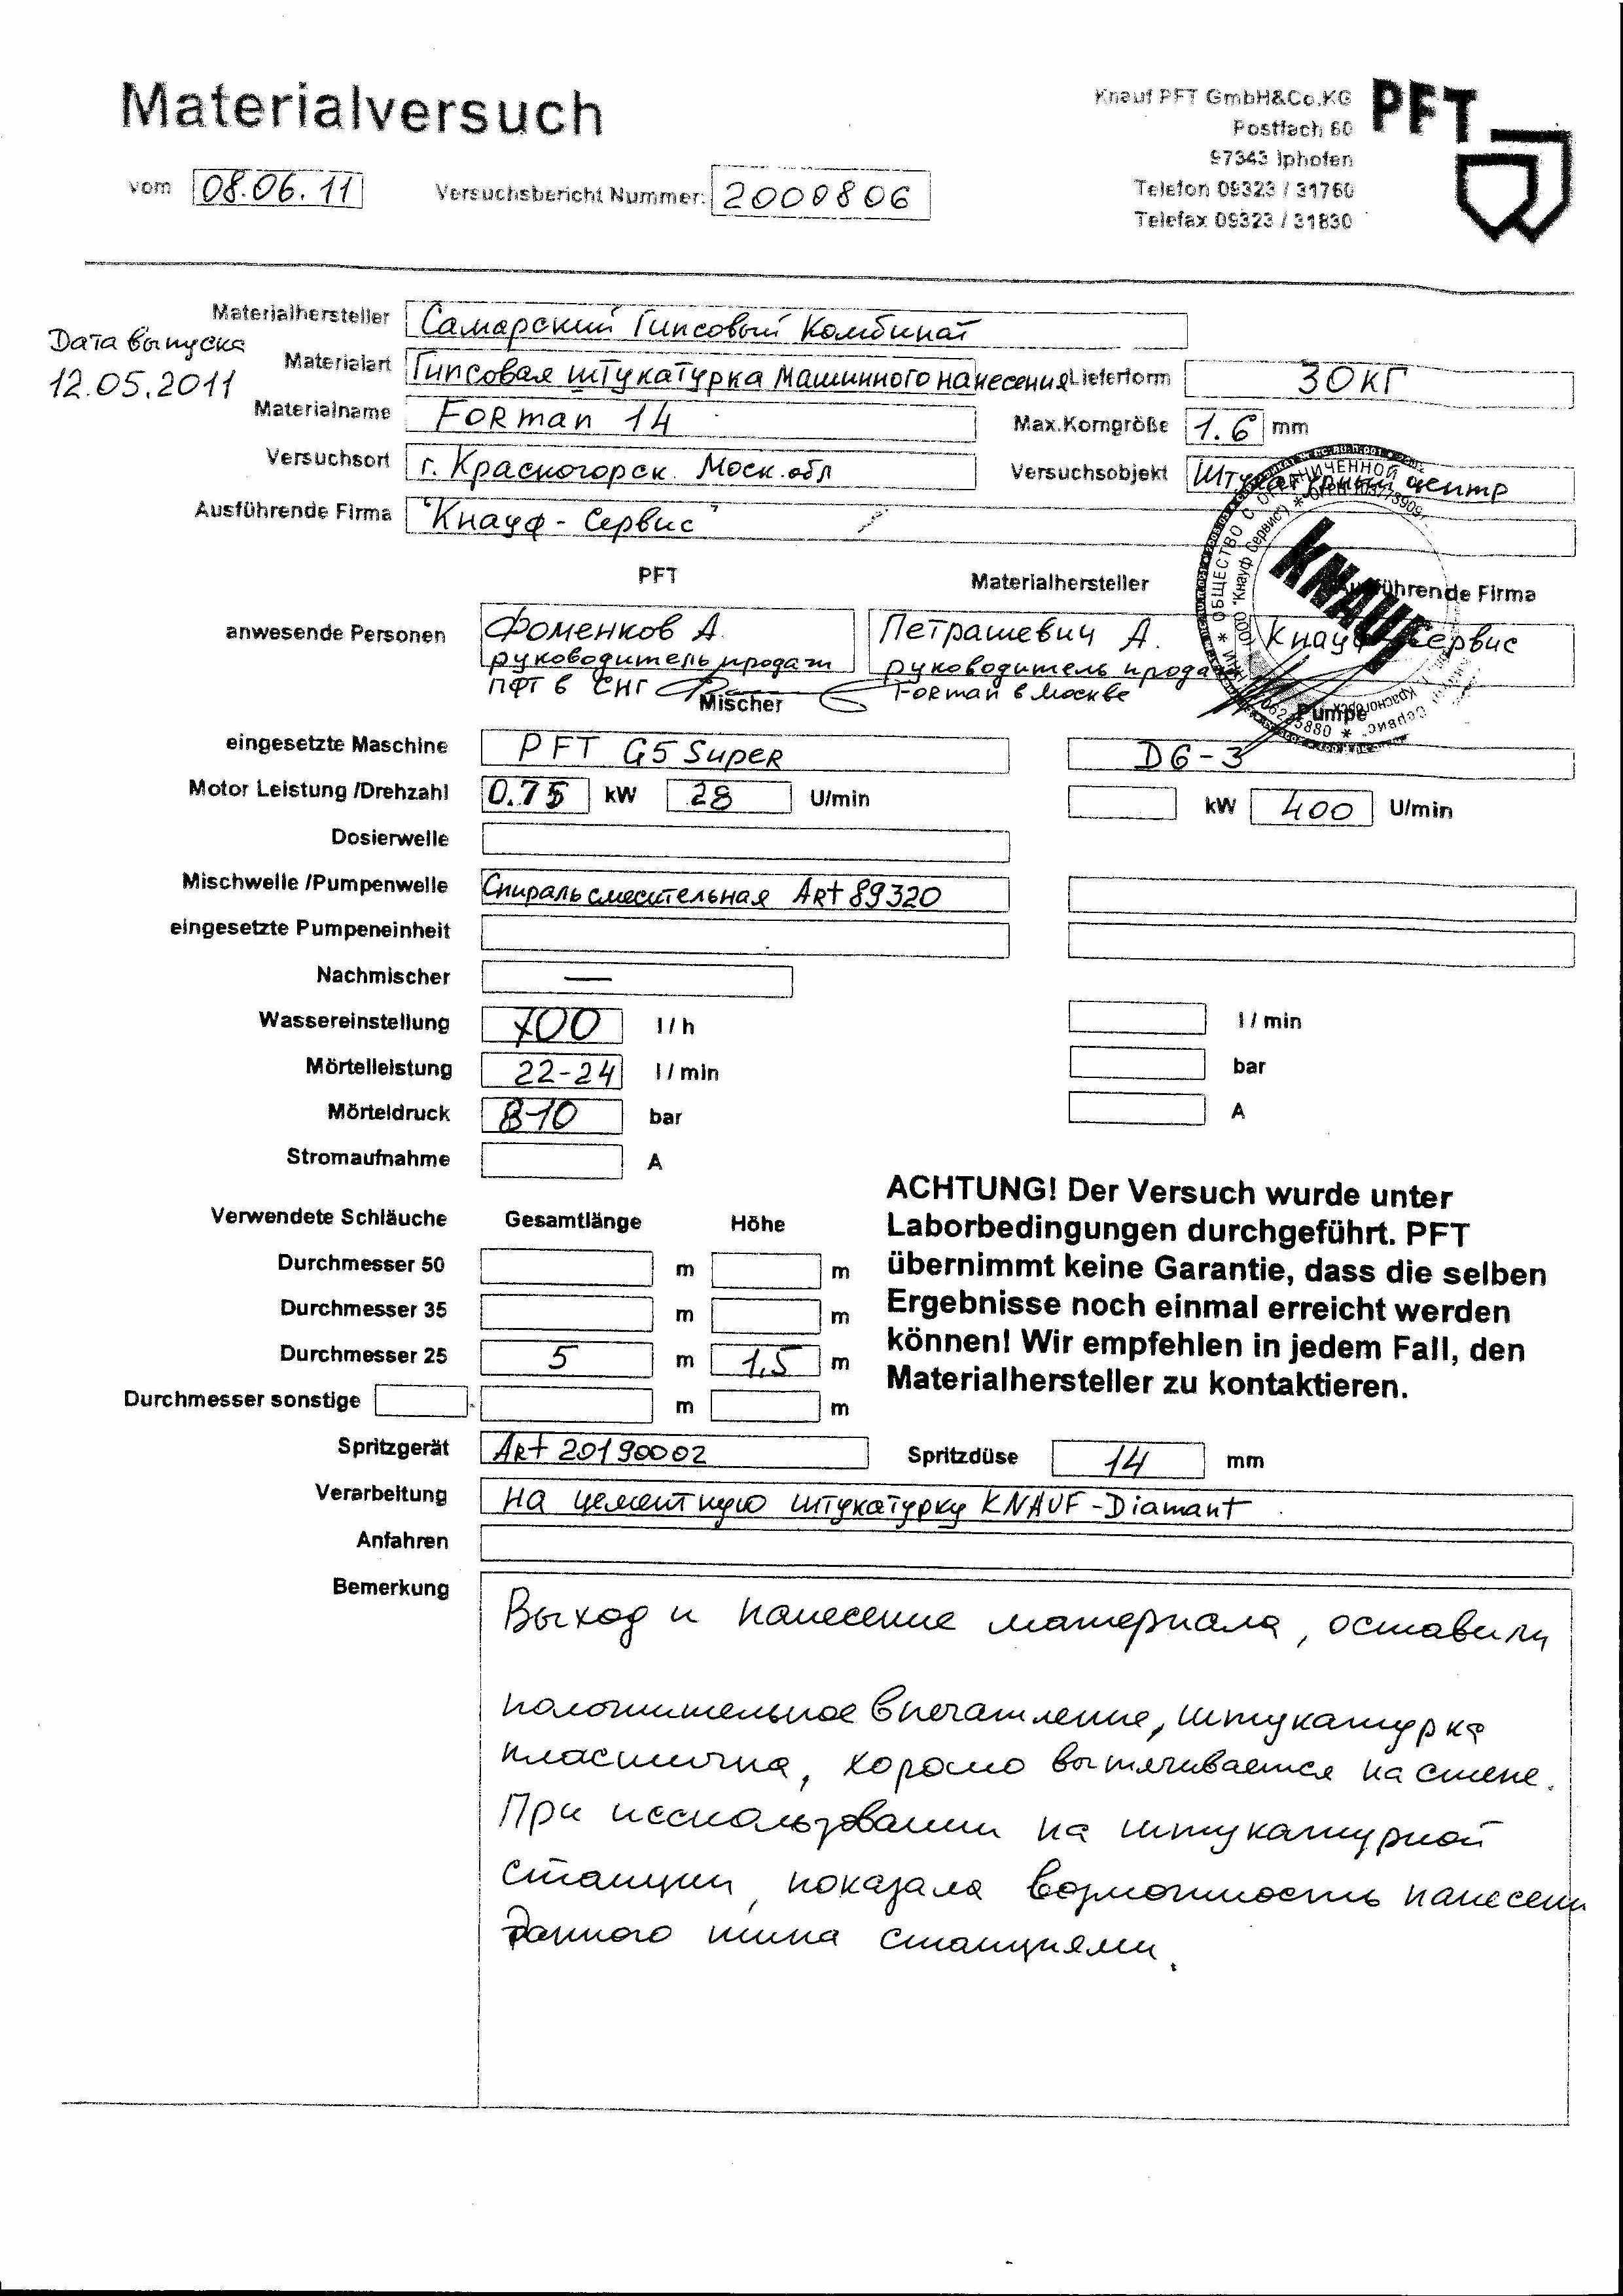 Materialversuch
Knauf PFT GmbH&Co.KG
Postfach 60
97343 Iphofen
Telefon 09323 / 31760
Telefax 09323 / 31830
PFT
vom 08.06.11 Versuchsbericht Nummer: 2000806
Materialhersteller Самарский Гипсовый Комбинат
Дата выпуска
12.05.2011
Materialart Гипсовая штукатурка машинного нанесения Lieferform 30кг
Materialname Forman 14 Max.Korngröße 1.6 mm
Versuchsort г. Красногорск. Моск.обл Versuchsobjekt Штукатурный центр
Ausführende Firma "Кнауф - Сервис"
PFT Materialhersteller Ausführende Firma
anwesende Personen Фоменков А. Петрашевич А. Кнауф Сервис
руководитель продаж руководитель продаж
ПФТ в СНГ Forman в Москве
KNAUF
Mischer Pumpe
eingesetzte Maschine PFT G5 Super D6-3
Motor Leistung /Drehzahl 0.75 kW 28 U/min kW 400 U/min
Dosierwelle
Mischwelle /Pumpenwelle Спираль смесительная Art 89320
eingesetzte Pumpeneinheit
Nachmischer —
Wassereinstellung 700 l / h l / min
Mörtelleistung 22-24 l / min bar
Mörteldruck 8-10 bar A
Stromaufnahme A
Verwendete Schläuche Gesamtlänge Höhe
Durchmesser 50 m m
Durchmesser 35 m m
Durchmesser 25 5 m 1,5 m
Durchmesser sonstige m m
ACHTUNG! Der Versuch wurde unter
Laborbedingungen durchgeführt. PFT
übernimmt keine Garantie, dass die selben
Ergebnisse noch einmal erreicht werden
können! Wir empfehlen in jedem Fall, den
Materialhersteller zu kontaktieren.
Spritzgerät Art 20190002 Spritzdüse 14 mm
Verarbeitung на цементную штукатурку KNAUF-Diamant
Anfahren
Bemerkung
Выход и нанесение материала, оставили
положительное впечатление, штукатурка
пластична, хорошо вытягивается на стене.
При использовании на штукатурной
станции, показала возможность нанесени
данного типа станциями.